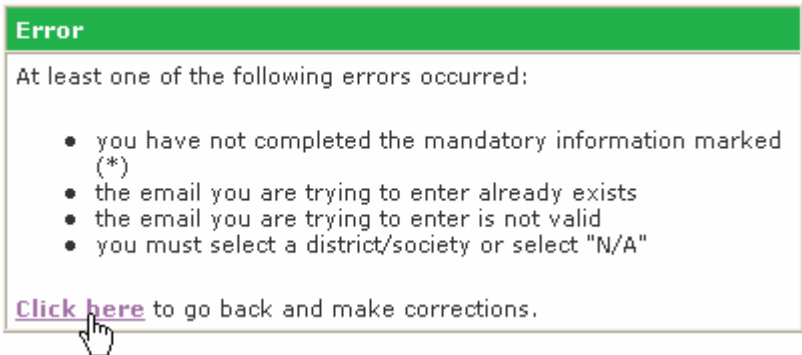 Error
At least one of the following errors occurred:
● you have not completed the mandatory information marked
(*)
● the email you are trying to enter already exists
● the email you are trying to enter is not valid
● you must select a district/society or select "N/A"
Click here to go back and make corrections.